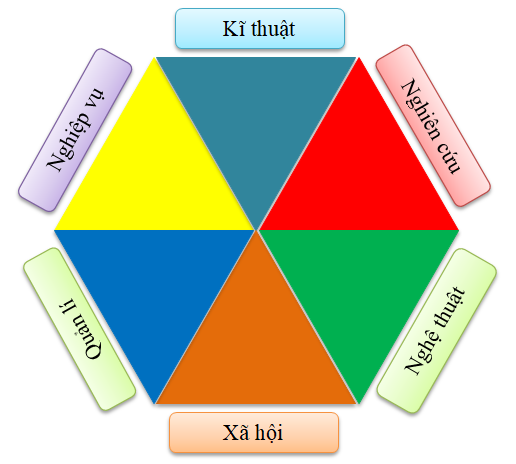 Kĩ thuật
Nghiệp vụ
Nghiên cứu
Quản lí
Nghệ thuật
Xã hội